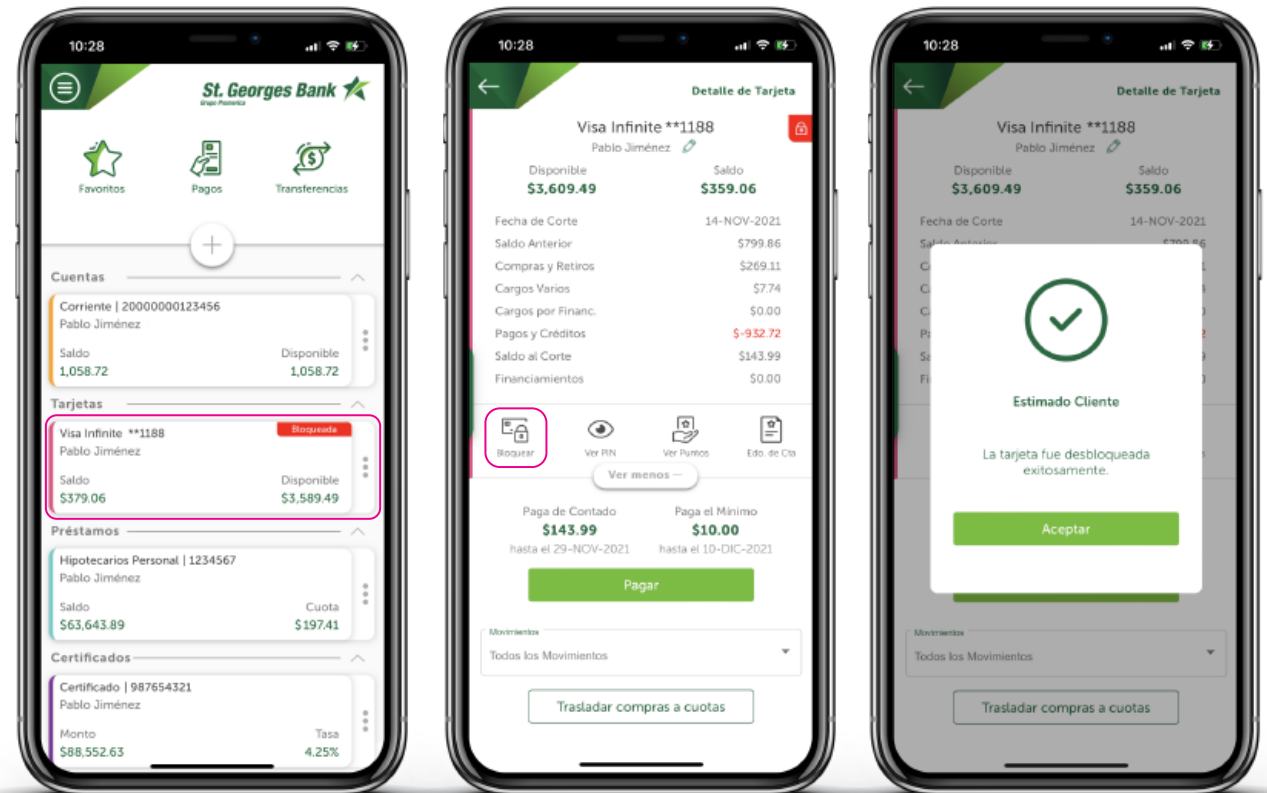 10:28
St. Georges Bank
Grupo Promerica
Favoritos Pagos Transferencias
Cuentas
Corriente | 20000000123456
Pablo Jiménez
Saldo Disponible
1,058.72 1,058.72
Tarjetas
Visa Infinite **1188 Bloqueada
Pablo Jiménez
Saldo Disponible
$379.06 $3,589.49
Préstamos
Hipotecarios Personal | 1234567
Pablo Jiménez
Saldo Cuota
$63,643.89 $197.41
Certificados
Certificado | 987654321
Pablo Jiménez
Monto Tasa
$88,552.63 4.25%
10:28
Detalle de Tarjeta
Visa Infinite **1188
Pablo Jiménez
Disponible Saldo
$3,609.49 $359.06
Fecha de Corte 14-NOV-2021
Saldo Anterior $799.86
Compras y Retiros $269.11
Cargos Varios $7.74
Cargos por Financ. $0.00
Pagos y Créditos $-932.72
Saldo al Corte $143.99
Financiamientos $0.00
Bloquear Ver PIN Ver Puntos Edo. de Cta
Ver menos —
Paga de Contado Paga el Mínimo
$143.99 $10.00
hasta el 29-NOV-2021 hasta el 10-DIC-2021
Pagar
Movimientos
Todos los Movimientos
Trasladar compras a cuotas
10:28
Detalle de Tarjeta
Visa Infinite **1188
Pablo Jiménez
Disponible Saldo
$3,609.49 $359.06
Fecha de Corte 14-NOV-2021
Saldo Anterior $799.86
Estimado Cliente
La tarjeta fue desbloqueada
exitosamente.
Aceptar
Movimientos
Todos los Movimientos
Trasladar compras a cuotas